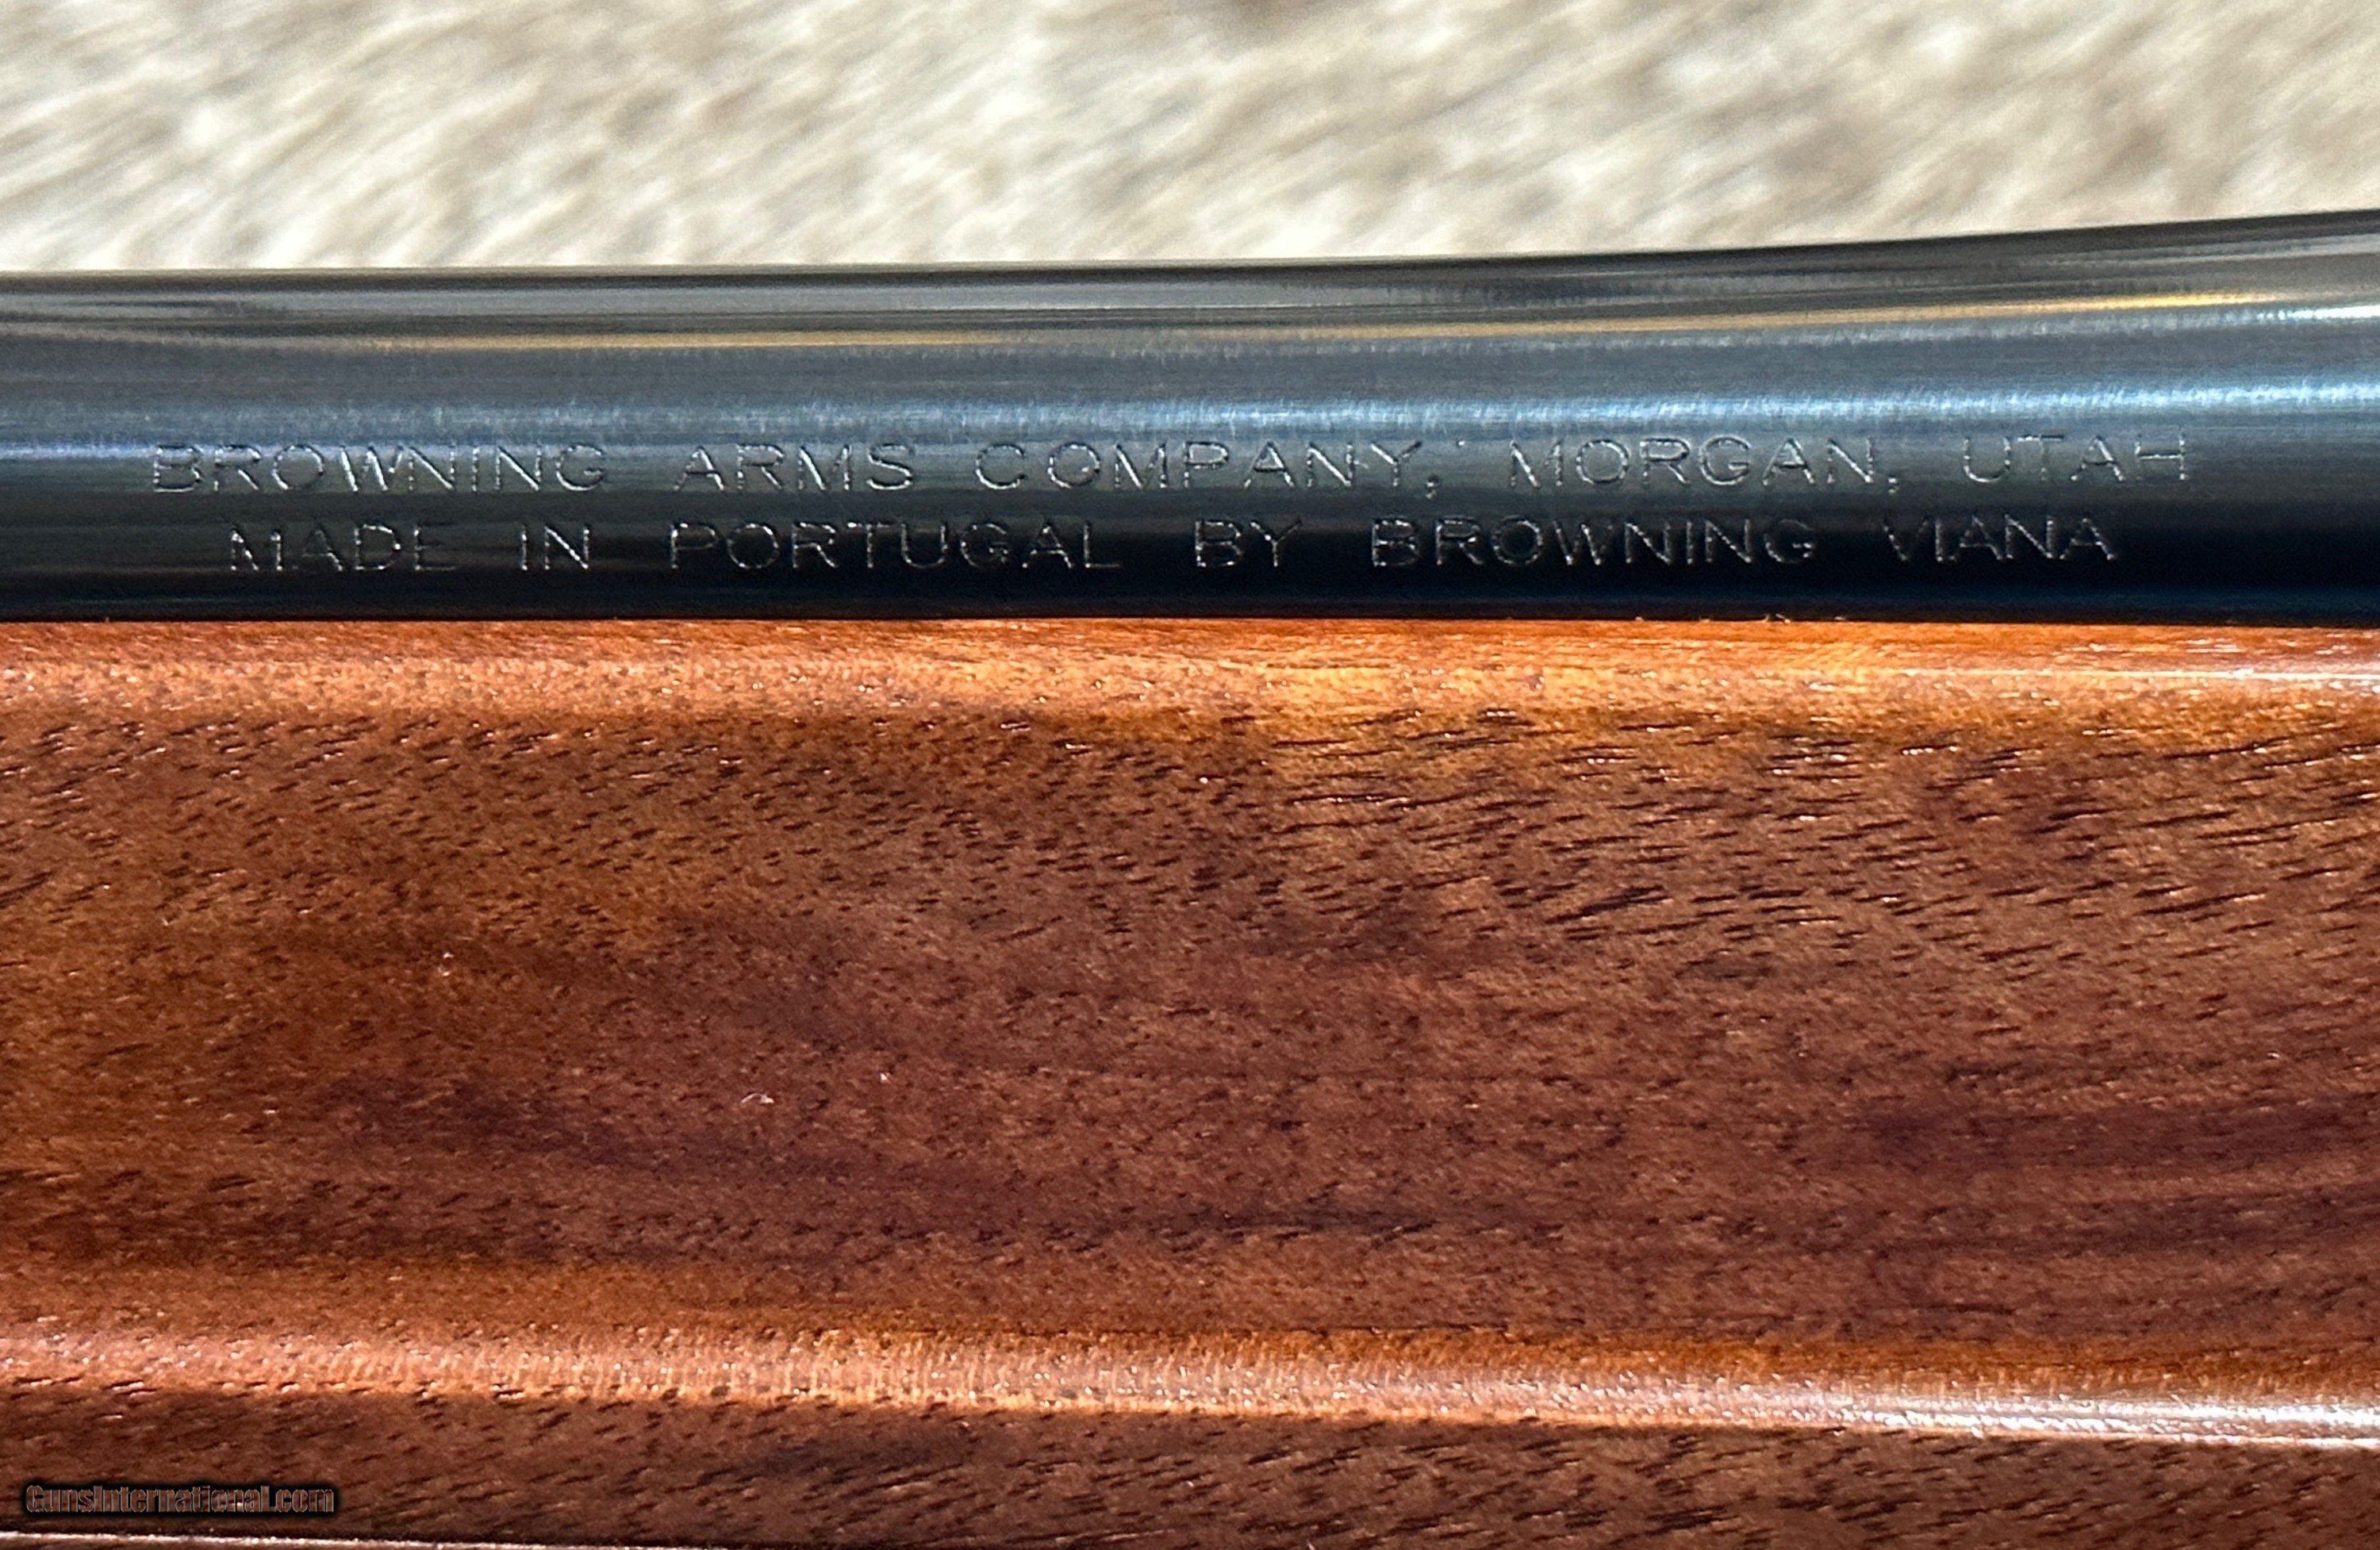 BROWNING ARMS COMPANY, MORGAN, UTAH
MADE IN PORTUGAL BY BROWNING VIANA
GunsInternational.com